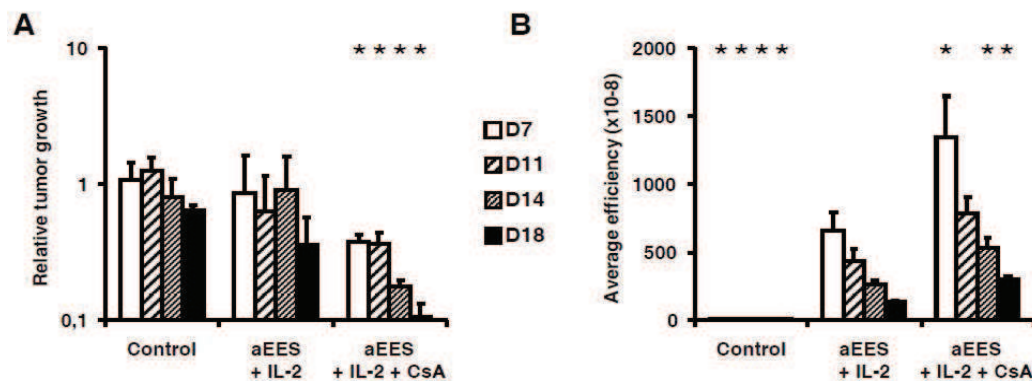 A
10
1
0,1
Relative tumor growth
* * * *
Control
aEES
+ IL-2
aEES
+ IL-2 + CsA
D7
D11
D14
D18
B
2000
1500
1000
500
0
Average efficiency (x10-8)
* * * *
* * *
Control
aEES
+ IL-2
aEES
+ IL-2 + CsA